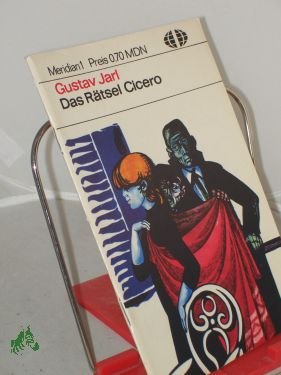 Meridian 1 Preis 0,70 MDN
Gustav Jarl
Das Rätsel Cicero